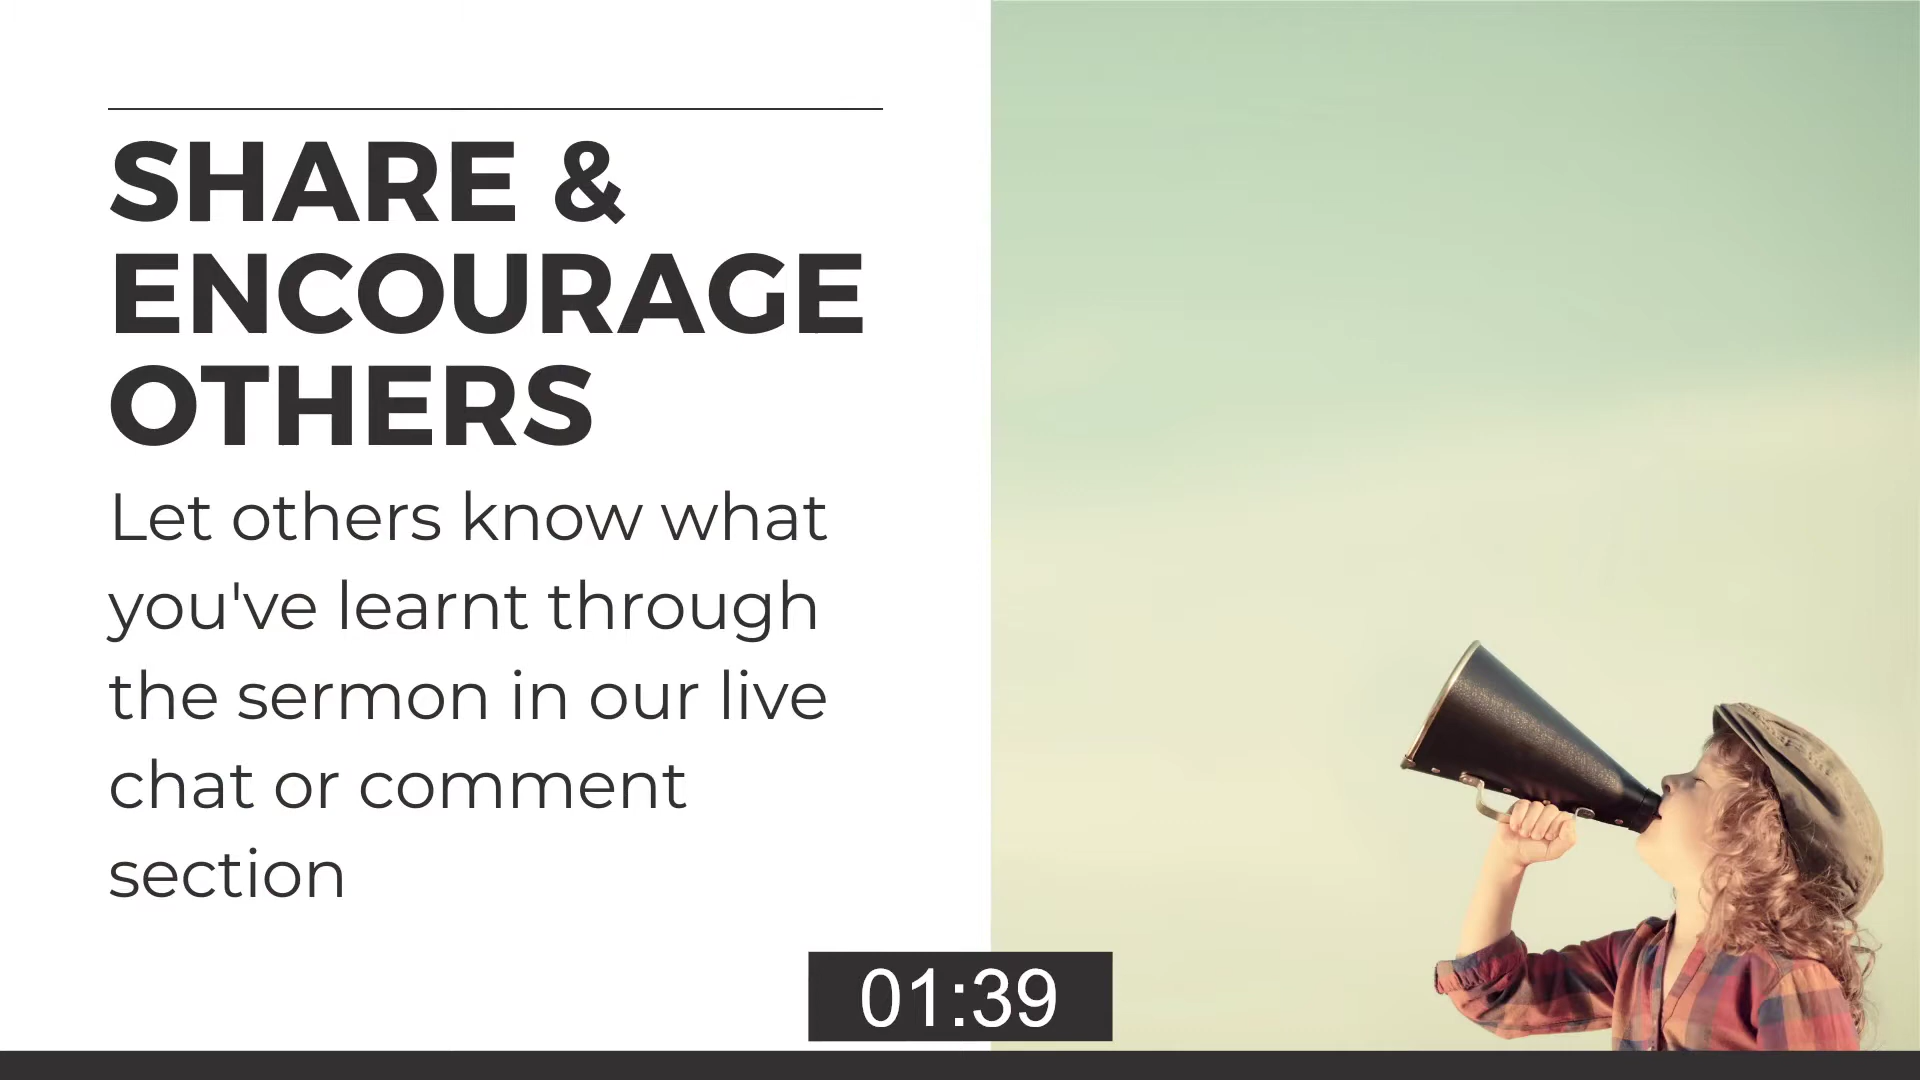 SHARE &
ENCOURAGE
OTHERS
Let others know what
you've learnt through
the sermon in our live
chat or comment
section
01:39